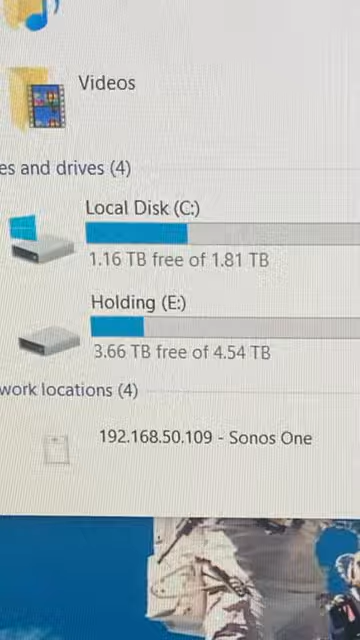 Videos
es and drives (4)
Local Disk (C:)
1.16 TB free of 1.81 TB
Holding (E:)
3.66 TB free of 4.54 TB
work locations (4)
192.168.50.109 - Sonos One